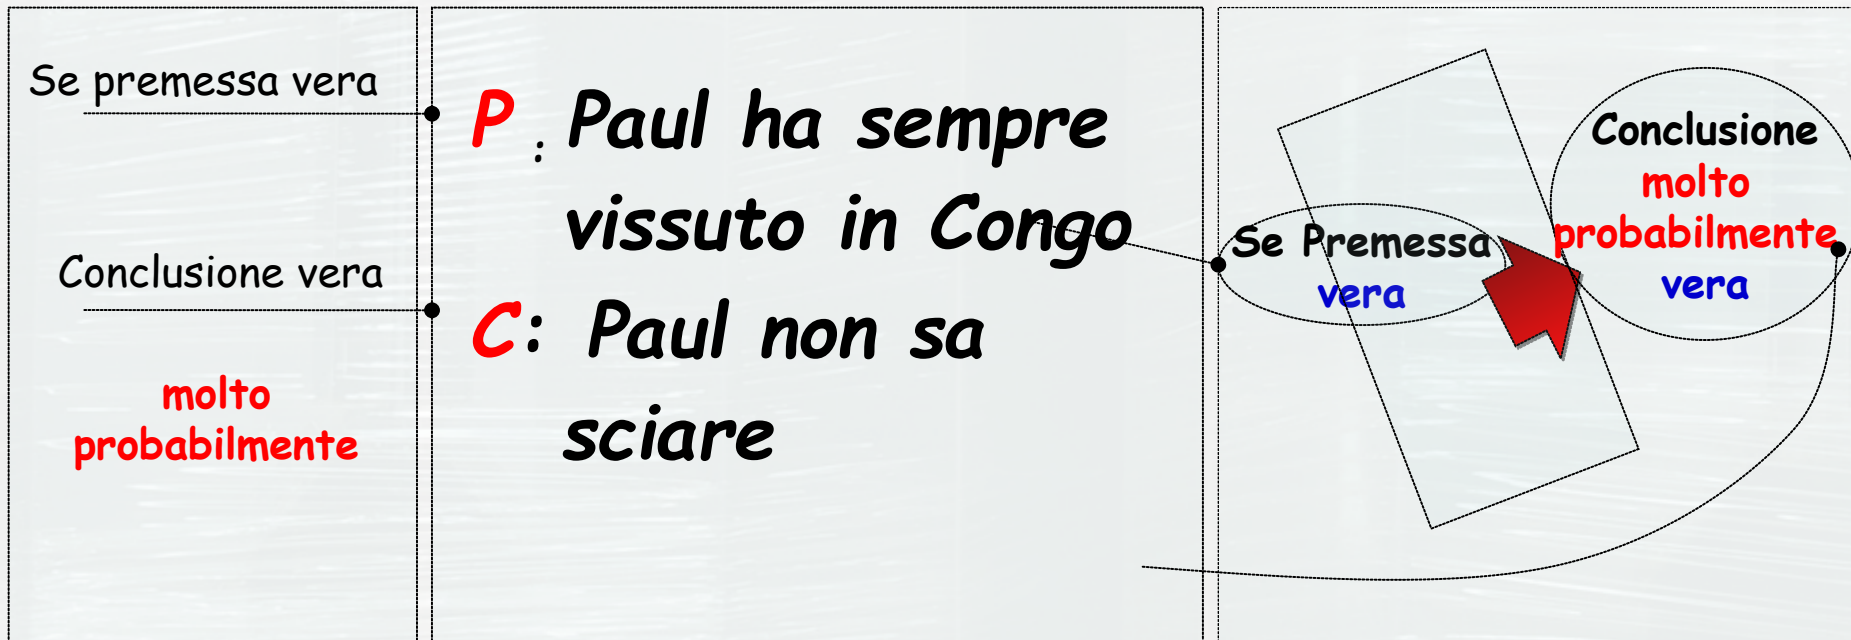 Se premessa vera
Conclusione vera
molto
probabilmente
P : Paul ha sempre
vissuto in Congo
C: Paul non sa
sciare
Se Premessa
vera
Conclusione
molto
probabilmente
vera